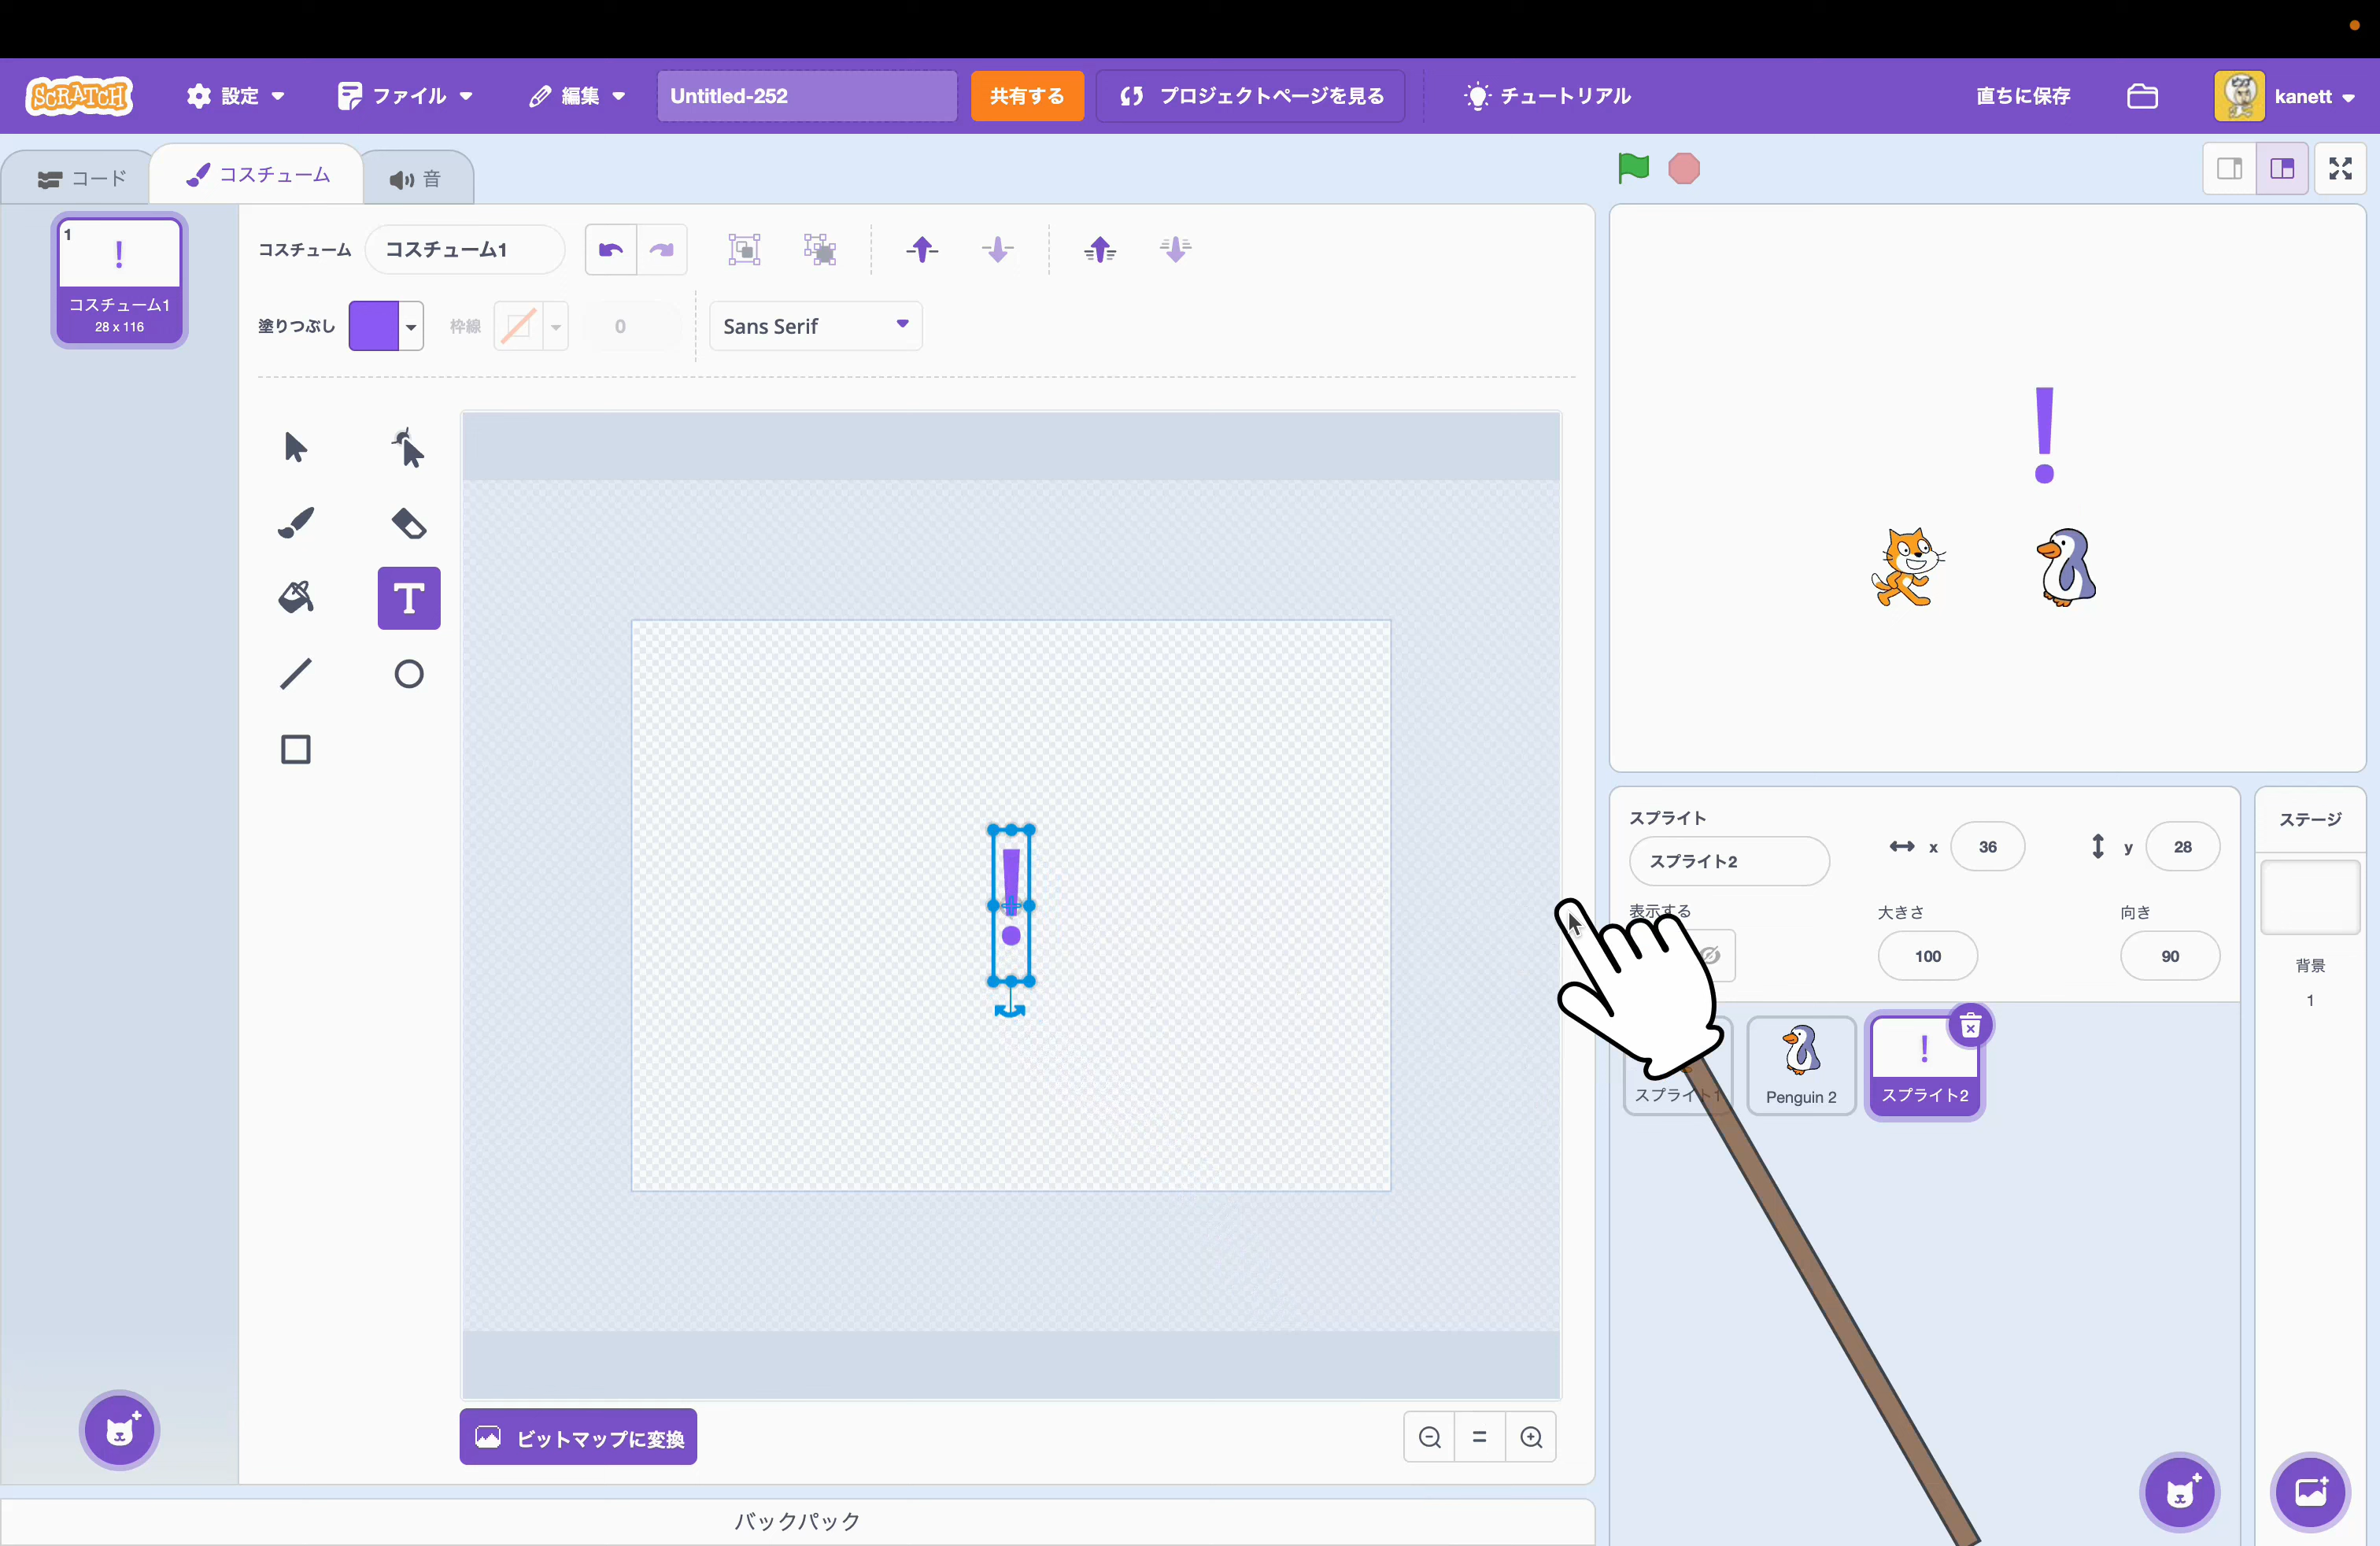 SCRATCH
設定
ファイル
編集
Untitled-252
共有する
プロジェクトページを見る
チュートリアル
直ちに保存
kanett
コード
コスチューム
音
1
!
コスチューム1
28 x 116
コスチューム
コスチューム1
塗りつぶし
枠線
0
Sans Serif
T
!
!
ビットマップに変換
バックパック
スプライト
スプライト2
x
36
y
28
表示する
大きさ
100
向き
90
スプライト1
Penguin 2
!
スプライト2
ステージ
背景
1